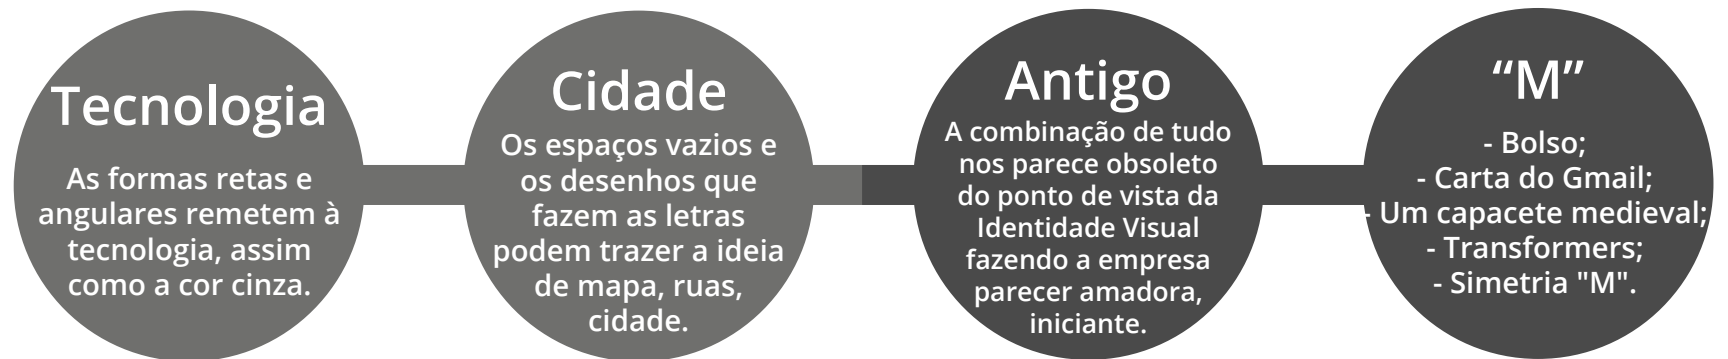 Tecnologia
As formas retas e
angulares remetem à
tecnologia, assim
como a cor cinza.
Cidade
Os espaços vazios e
os desenhos que
fazem as letras
podem trazer a ideia
de mapa, ruas,
cidade.
Antigo
A combinação de tudo
nos parece obsoleto
do ponto de vista da
Identidade Visual
fazendo a empresa
parecer amadora,
iniciante.
“M”
- Bolso;
- Carta do Gmail;
- Um capacete medieval;
- Transformers;
- Simetria "M".